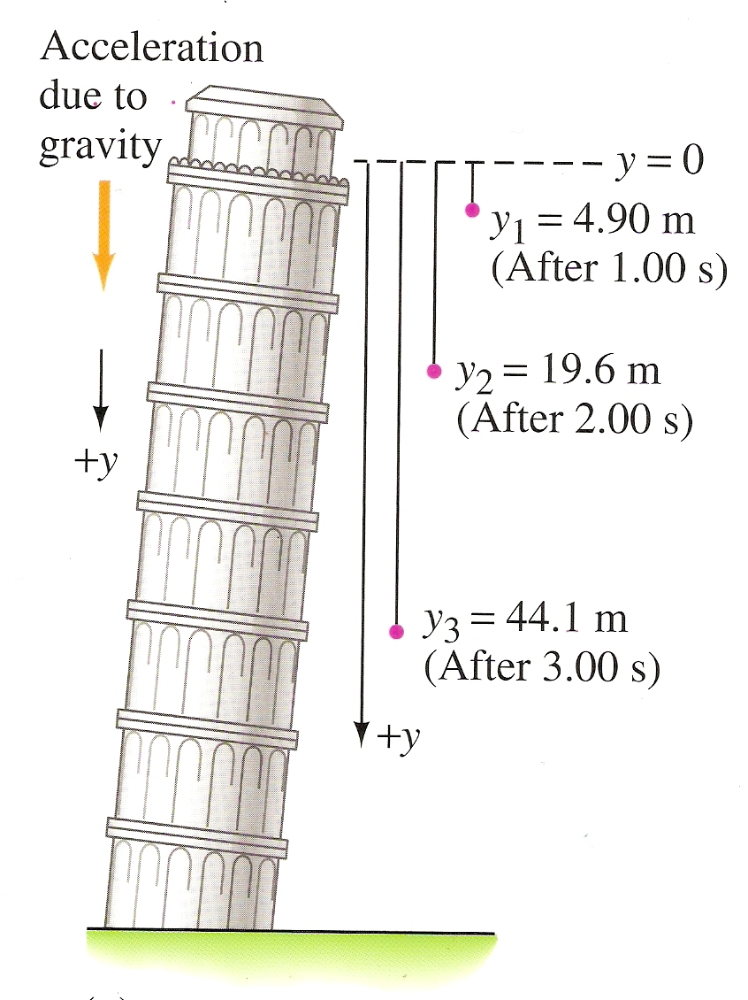 Acceleration
due to
gravity
y = 0
y₁ = 4.90 m
(After 1.00 s)
y₂ = 19.6 m
(After 2.00 s)
+y
y₃ = 44.1 m
(After 3.00 s)
+y